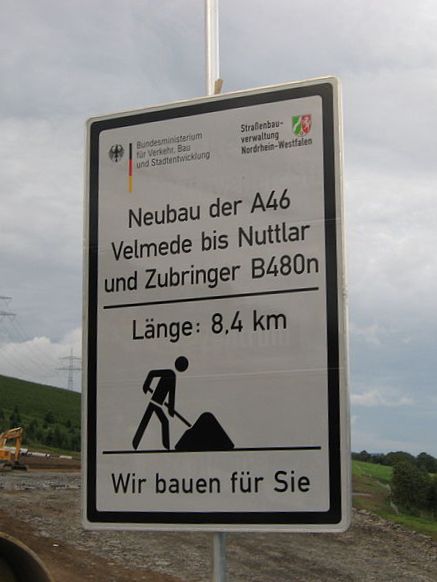 Bundesministerium
für Verkehr, Bau
und Stadtentwicklung
Straßenbau-
verwaltung
Nordrhein-Westfalen
Neubau der A46
Velmede bis Nuttlar
und Zubringer B480n
Länge: 8,4 km
Wir bauen für Sie